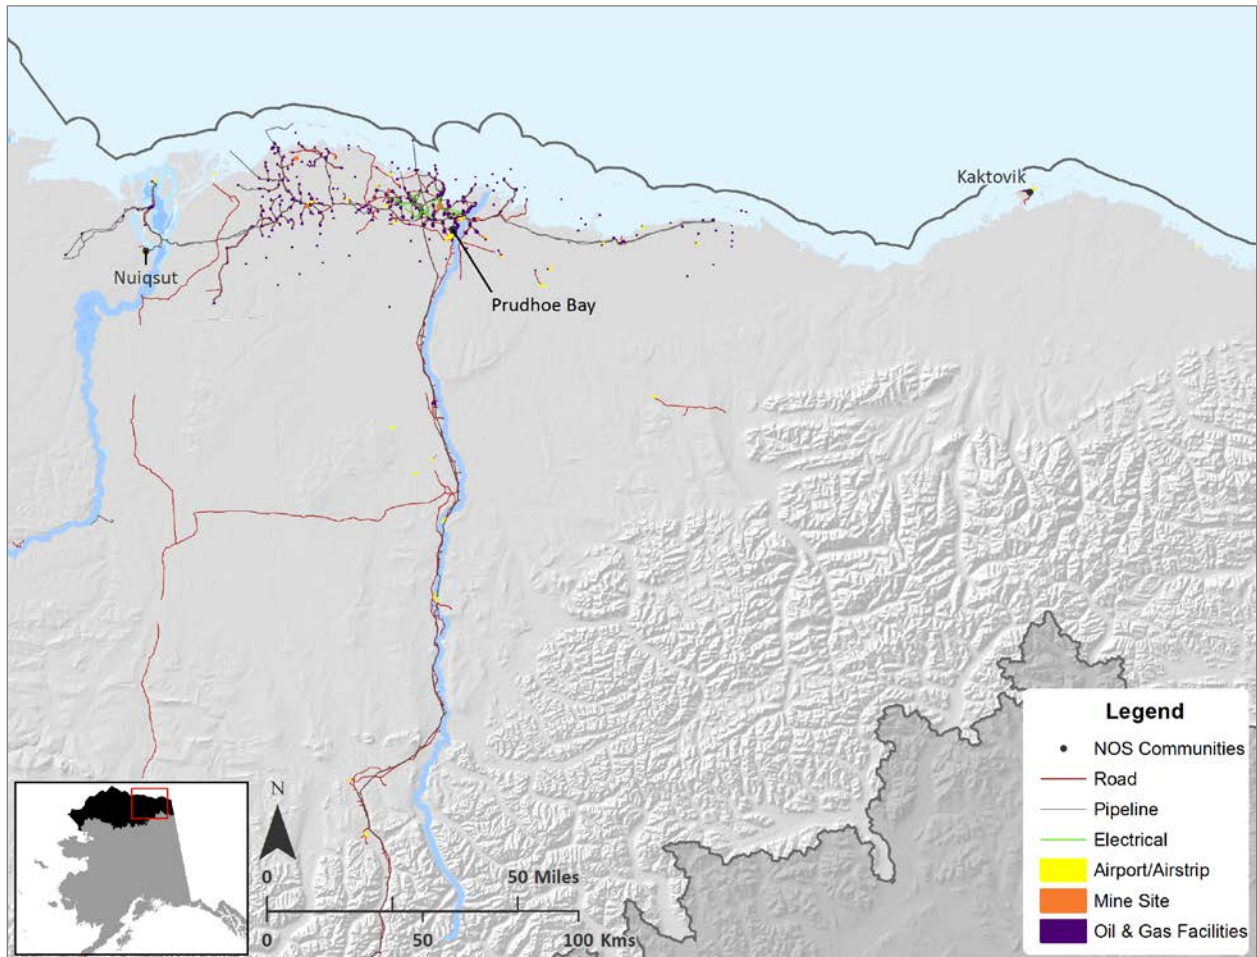 Kaktovik
Nuiqsut
Prudhoe Bay
Legend
NOS Communities
Road
Pipeline
Electrical
Airport/Airstrip
Mine Site
Oil & Gas Facilities
N
0 50 Miles
0 50 100 Kms